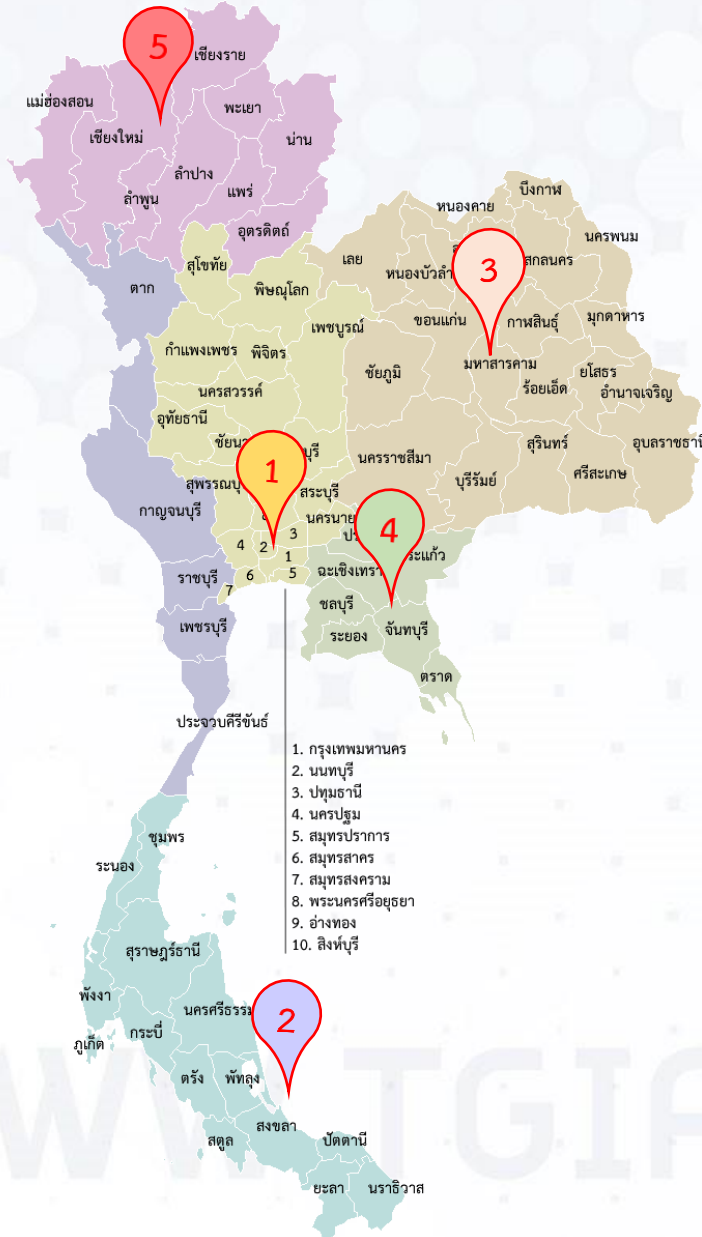 5
เชียงราย
แม่ฮ่องสอน
พะเยา
เชียงใหม่
น่าน
ลำปาง
ลำพูน
แพร่
อุตรดิตถ์
บึงกาฬ
หนองคาย
นครพนม
สุโขทัย
เลย
3
สกลนคร
หนองบัวลำ
ตาก
พิษณุโลก
เพชบูรณ์
ขอนแก่น
กาฬสินธุ์
มุกดาหาร
กำแพงเพชร
พิจิตร
มหาสารคาม
ชัยภูมิ
ยโสธร
ร้อยเอ็ด
อำนาจเจริญ
นครสวรรค์
อุทัยธานี
ชัยนา
บุรี
สุรินทร์
อุบลราชธานี
นครราชสีมา
1
ศรีสะเกษ
บุรีรัมย์
สุพรรณบุ
สระบุรี
กาญจนบุรี
นครนาย
4
ปร
3
4
2
1
ระแก้ว
ฉะเชิงเทรา
ราชบุรี
6
5
7
ชลบุรี
เพชรบุรี
ระยอง
จันทบุรี
ตราด
ประจวบคีรีขันธ์
1. กรุงเทพมหานคร
2. นนทบุรี
3. ปทุมธานี
4. นครปฐม
5. สมุทรปราการ
6. สมุทรสาคร
7. สมุทรสงคราม
8. พระนครศรีอยุธยา
9. อ่างทอง
10. สิงห์บุรี
ชุมพร
ระนอง
สุราษฎร์ธานี
พังงา
นครศรีธรรม
2
กระบี่
ภูเก็ต
ตรัง
พัทลุง
สงขลา
สตูล
ปัตตานี
ยะลา
นราธิวาส
WWW.TGIA